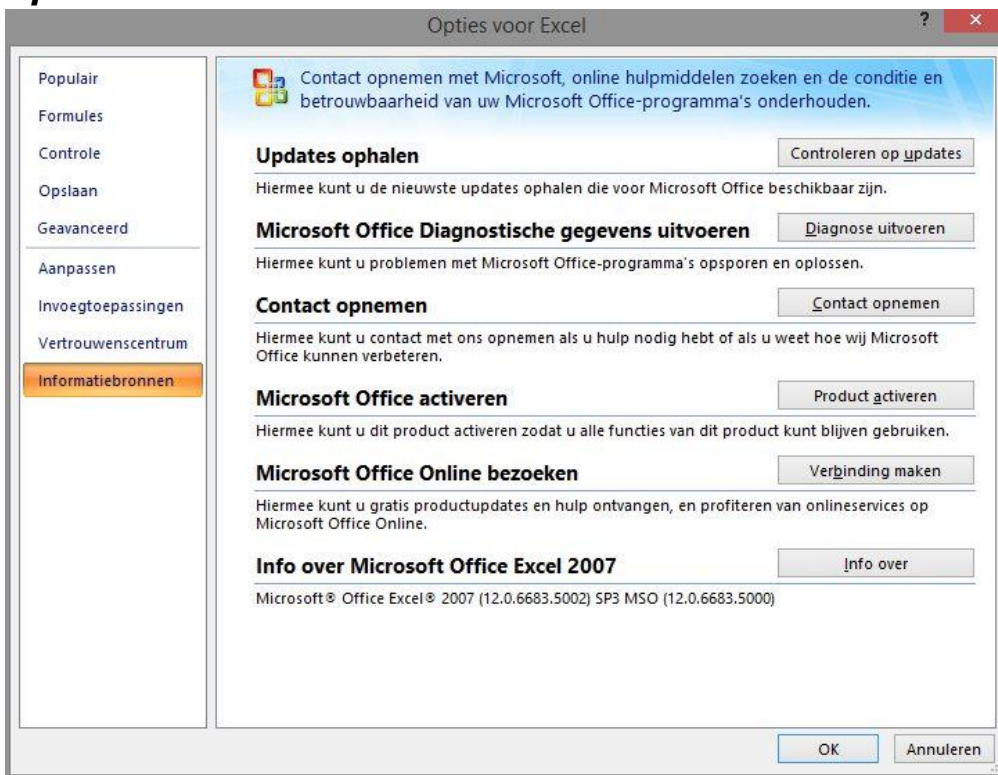 Opties voor Excel
?
Populair
Formules
Controle
Opslaan
Geavanceerd
Aanpassen
Invoegtoepassingen
Vertrouwenscentrum
Informatiebronnen
Contact opnemen met Microsoft, online hulpmiddelen zoeken en de conditie en
betrouwbaarheid van uw Microsoft Office-programma's onderhouden.
Updates ophalen
Controleren op updates
Hiermee kunt u de nieuwste updates ophalen die voor Microsoft Office beschikbaar zijn.
Microsoft Office Diagnostische gegevens uitvoeren
Diagnose uitvoeren
Hiermee kunt u problemen met Microsoft Office-programma's opsporen en oplossen.
Contact opnemen
Contact opnemen
Hiermee kunt u contact met ons opnemen als u hulp nodig hebt of als u weet hoe wij Microsoft
Office kunnen verbeteren.
Microsoft Office activeren
Product activeren
Hiermee kunt u dit product activeren zodat u alle functies van dit product kunt blijven gebruiken.
Microsoft Office Online bezoeken
Verbinding maken
Hiermee kunt u gratis productupdates en hulp ontvangen, en profiteren van onlineservices op
Microsoft Office Online.
Info over Microsoft Office Excel 2007
Info over
Microsoft® Office Excel® 2007 (12.0.6683.5002) SP3 MSO (12.0.6683.5000)
OK
Annuleren